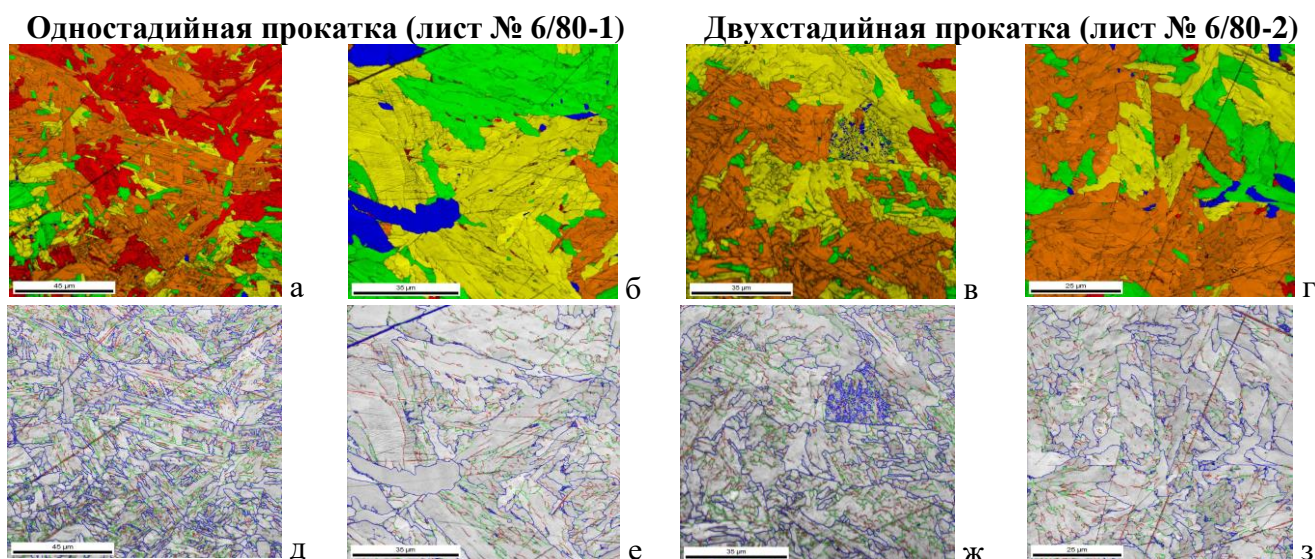 Одностадийная прокатка (лист № 6/80-1) Двухстадийная прокатка (лист № 6/80-2)
45 µm а 35 µm б 35 µm в 25 µm г
45 µm д 35 µm е 35 µm ж 25 µm з